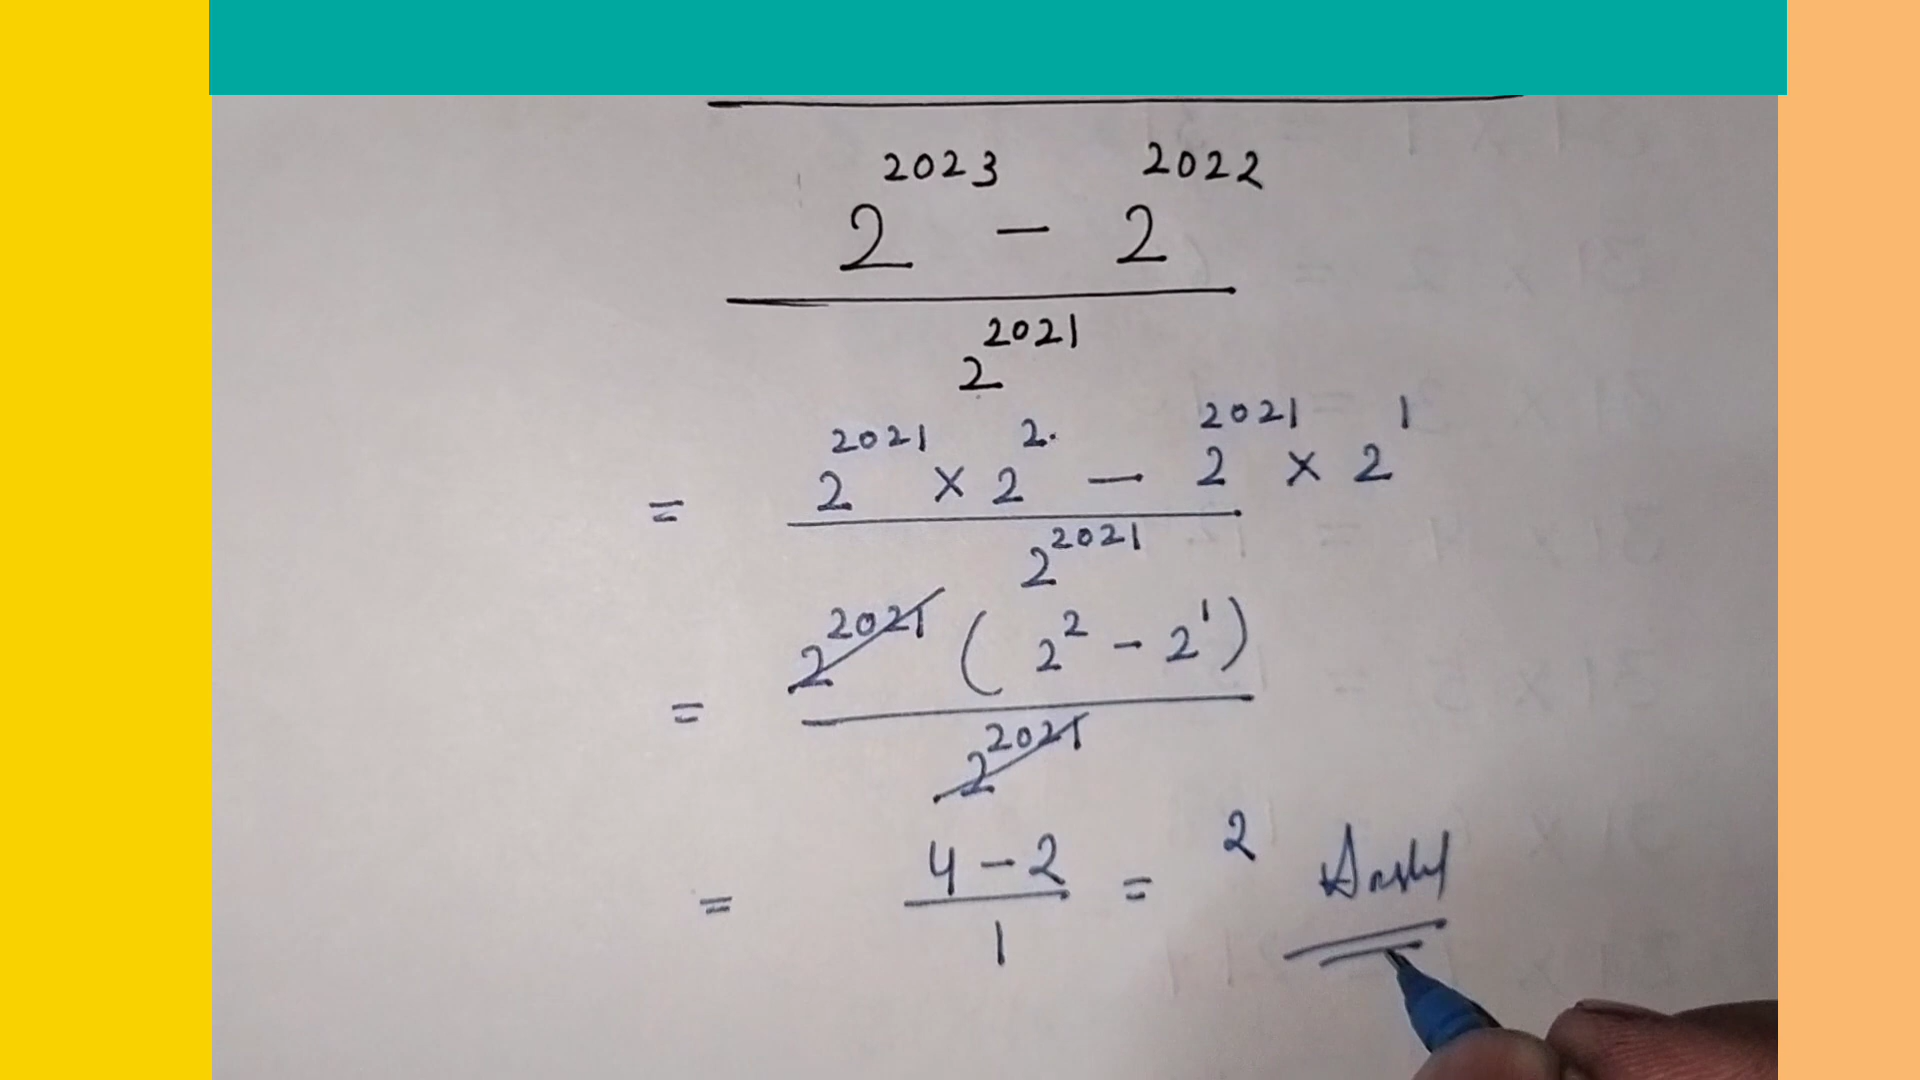 2^2023 - 2^2022
2^2021
= 2^2021 × 2^2 - 2^2021 × 2^1
2^2021
= 2^2021 (2^2 - 2^1)
2^2021
= 4 - 2 = 2
1